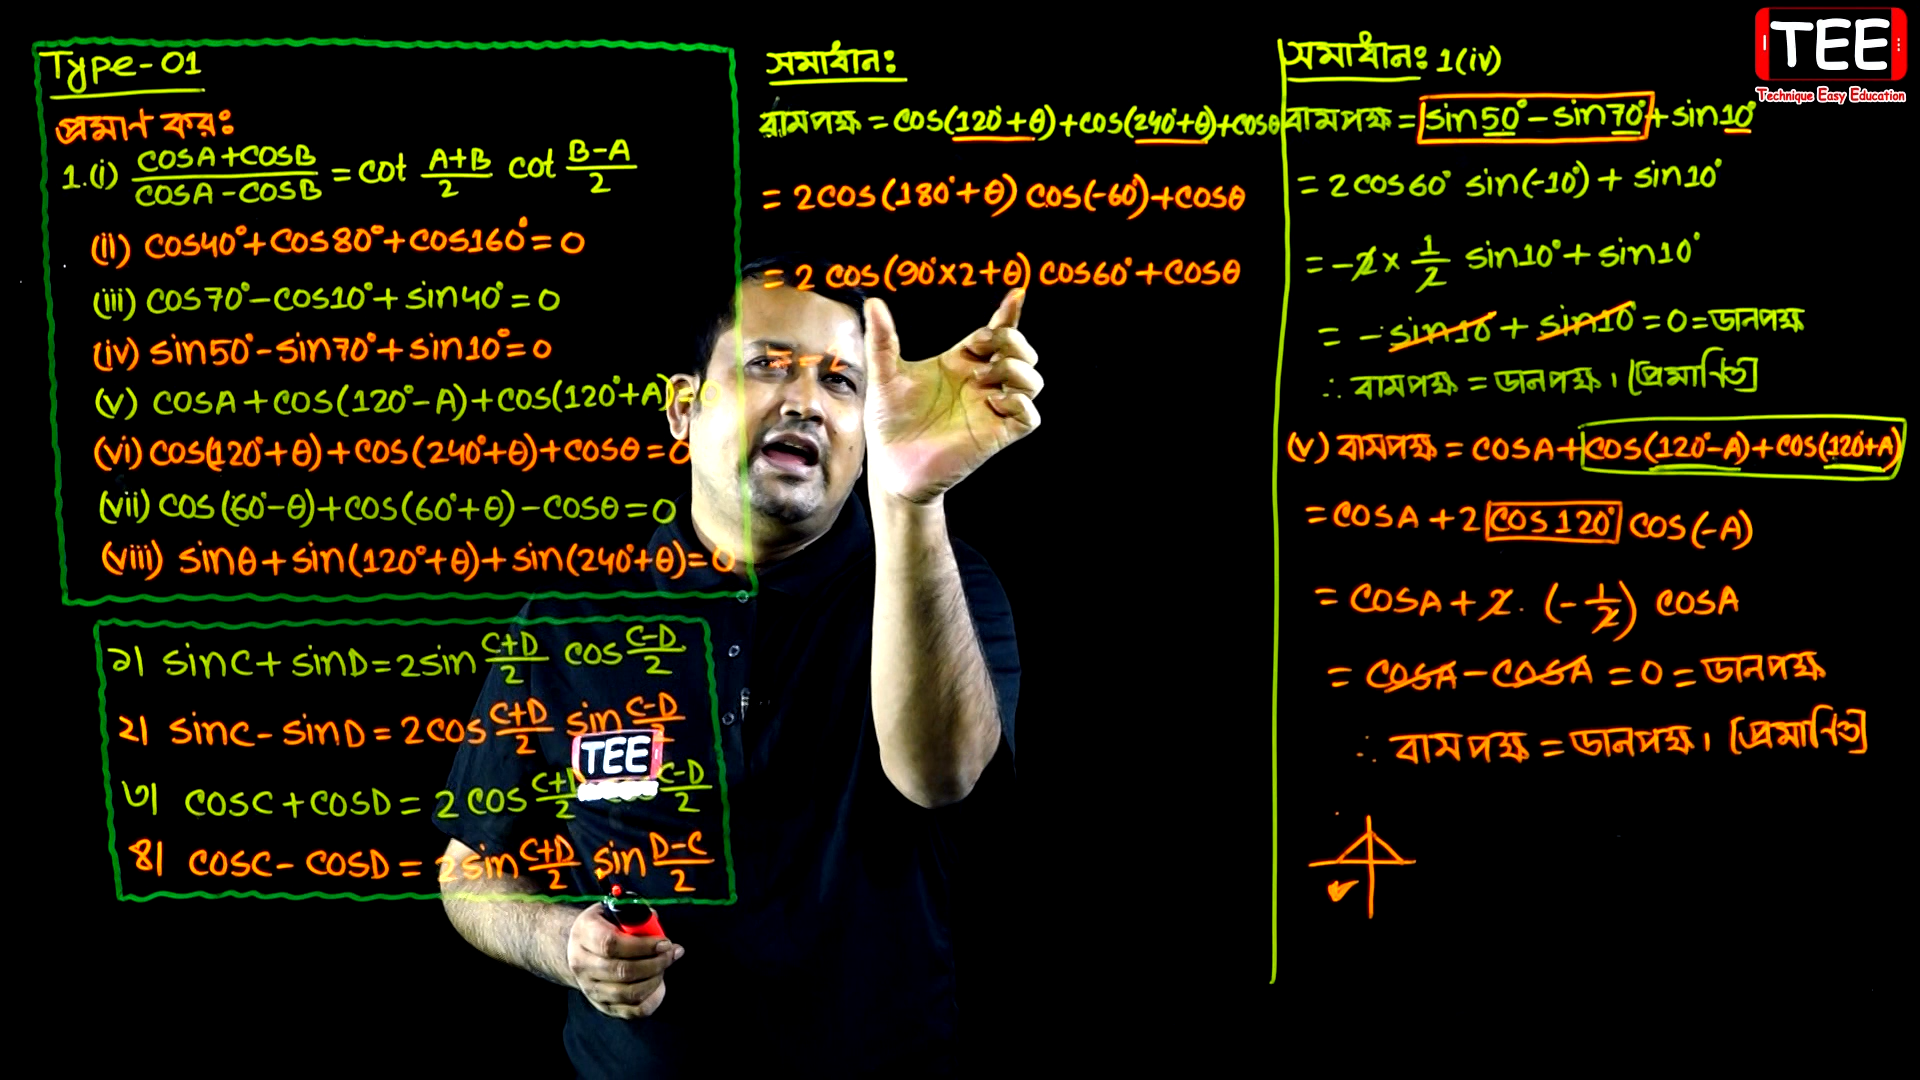 Type-01
প্রমাণ কর:
1.(i) (cosA+cosB)/(cosA-cosB) = cot (A+B)/2 cot (B-A)/2
(ii) cos40°+cos80°+cos160°=0
(iii) cos70°-cos10°+sin40°=0
(iv) sin50°-sin70°+sin10°=0
(v) cosA+cos(120°-A)+cos(120°+A)=0
(vi) cos(120°+θ)+cos(240°+θ)+cosθ=0
(vii) cos(60°-θ)+cos(60°+θ)-cosθ=0
(viii) sinθ+sin(120°+θ)+sin(240°+θ)=0
১। sinC+sinD=2sin (C+D)/2 cos (C-D)/2
২। sinC-sinD=2cos (C+D)/2 sin (C-D)/2
৩। cosC+cosD=2cos (C+D)/2 (C-D)/2
৪। cosC-cosD=2sin (C+D)/2 sin (D-C)/2
TEE
সমাধান:
বামপক্ষ=cos(120°+θ)+cos(240°+θ)+cosθ
=2cos(180°+θ) cos(-60°)+cosθ
=2 cos(90°×2+θ) cos60°+cosθ
সমাধান: 1(iv)
বামপক্ষ=sin50°-sin70°+sin10°
=2cos60° sin(-10°)+sin10°
=-2×1/2 sin10°+sin10°
=-sin10°+sin10°=0=ডানপক্ষ
∴ বামপক্ষ=ডানপক্ষ। [প্রমাণিত]
(v) বামপক্ষ=cosA+cos(120°-A)+cos(120+A)
=cosA+2 cos120° cos(-A)
=cosA+2.(-1/2) cosA
=cosA-cosA=0=ডানপক্ষ
∴ বামপক্ষ=ডানপক্ষ। [প্রমাণিত]
TEE
Technique Easy Education